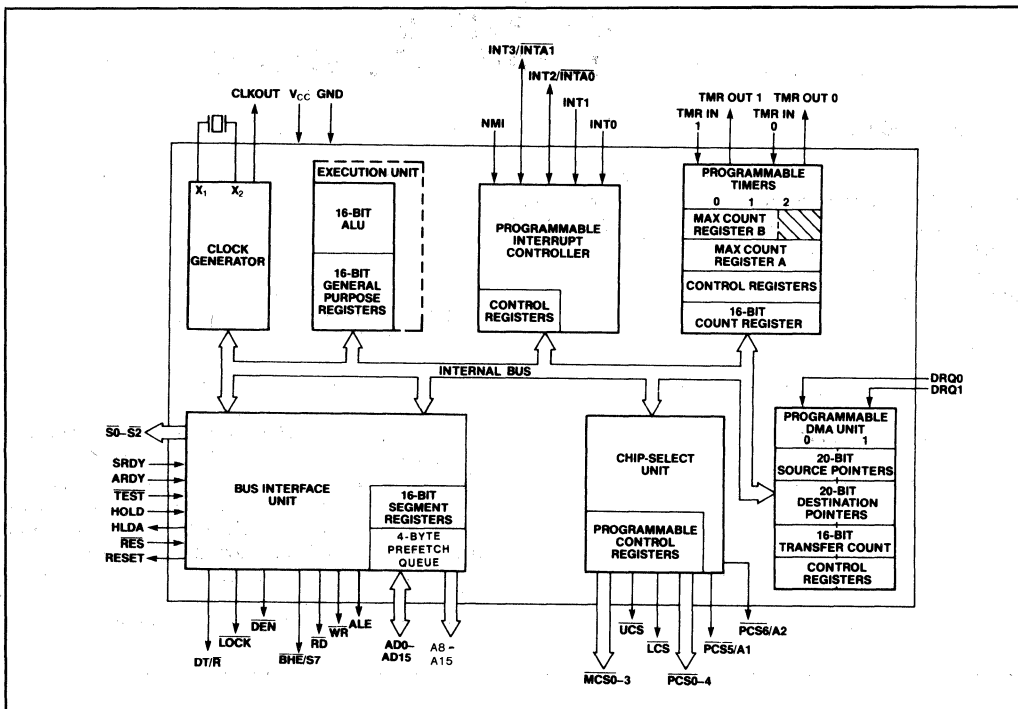 INT3/INTA1
INT2/INTA0
CLKOUT VCC GND
NMI
INT1
INT0
TMR OUT 1 TMR OUT 0
TMR IN TMR IN
1 0
X1 X2
CLOCK
GENERATOR
EXECUTION UNIT
16-BIT
ALU
16-BIT
GENERAL
PURPOSE
REGISTERS
PROGRAMMABLE
INTERRUPT
CONTROLLER
CONTROL
REGISTERS
PROGRAMMABLE
TIMERS
0 1 2
MAX COUNT
REGISTER B
MAX COUNT
REGISTER A
CONTROL REGISTERS
16-BIT
COUNT REGISTER
INTERNAL BUS
DRQ0
DRQ1
S0-S2
SRDY
ARDY
TEST
HOLD
HLDA
RES
RESET
BUS INTERFACE
UNIT
16-BIT
SEGMENT
REGISTERS
4-BYTE
PREFETCH
QUEUE
CHIP-SELECT
UNIT
PROGRAMMABLE
CONTROL
REGISTERS
PROGRAMMABLE
DMA UNIT
0 1
20-BIT
SOURCE POINTERS
20-BIT
DESTINATION
POINTERS
16-BIT
TRANSFER COUNT
CONTROL
REGISTERS
DT/R
LOCK
DEN
BHE/S7
RD
WR
ALE
AD0-
AD15
A8 -
A15
MCS0-3
UCS
LCS
PCS0-4
PCS5/A1
PCS6/A2